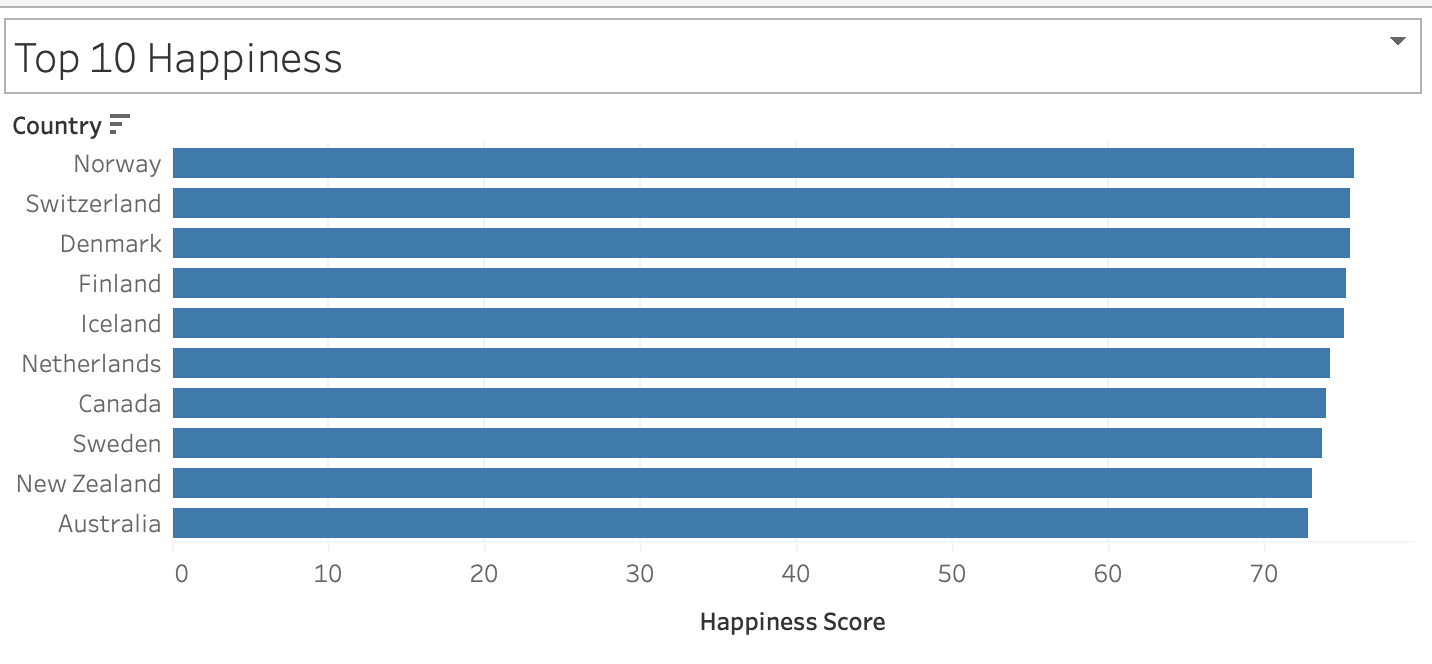 Top 10 Happiness
Country
Norway
Switzerland
Denmark
Finland
Iceland
Netherlands
Canada
Sweden
New Zealand
Australia
0 10 20 30 40 50 60 70
Happiness Score